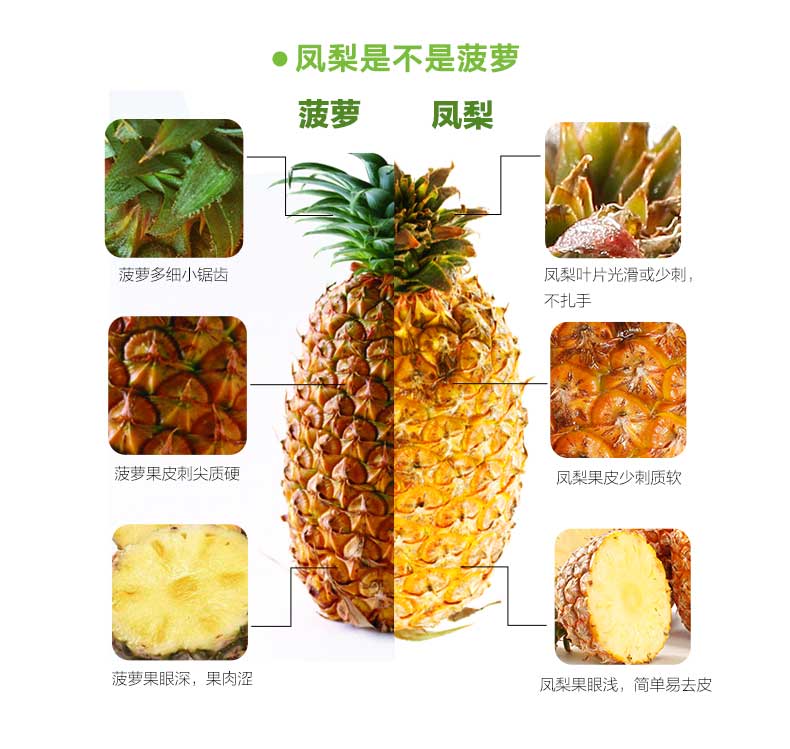 凤梨是不是菠萝
菠萝
凤梨
菠萝多细小锯齿
凤梨叶片光滑或少刺，
不扎手
菠萝果皮刺尖质硬
凤梨果皮少刺质软
菠萝果眼深，果肉涩
凤梨果眼浅，简单易去皮